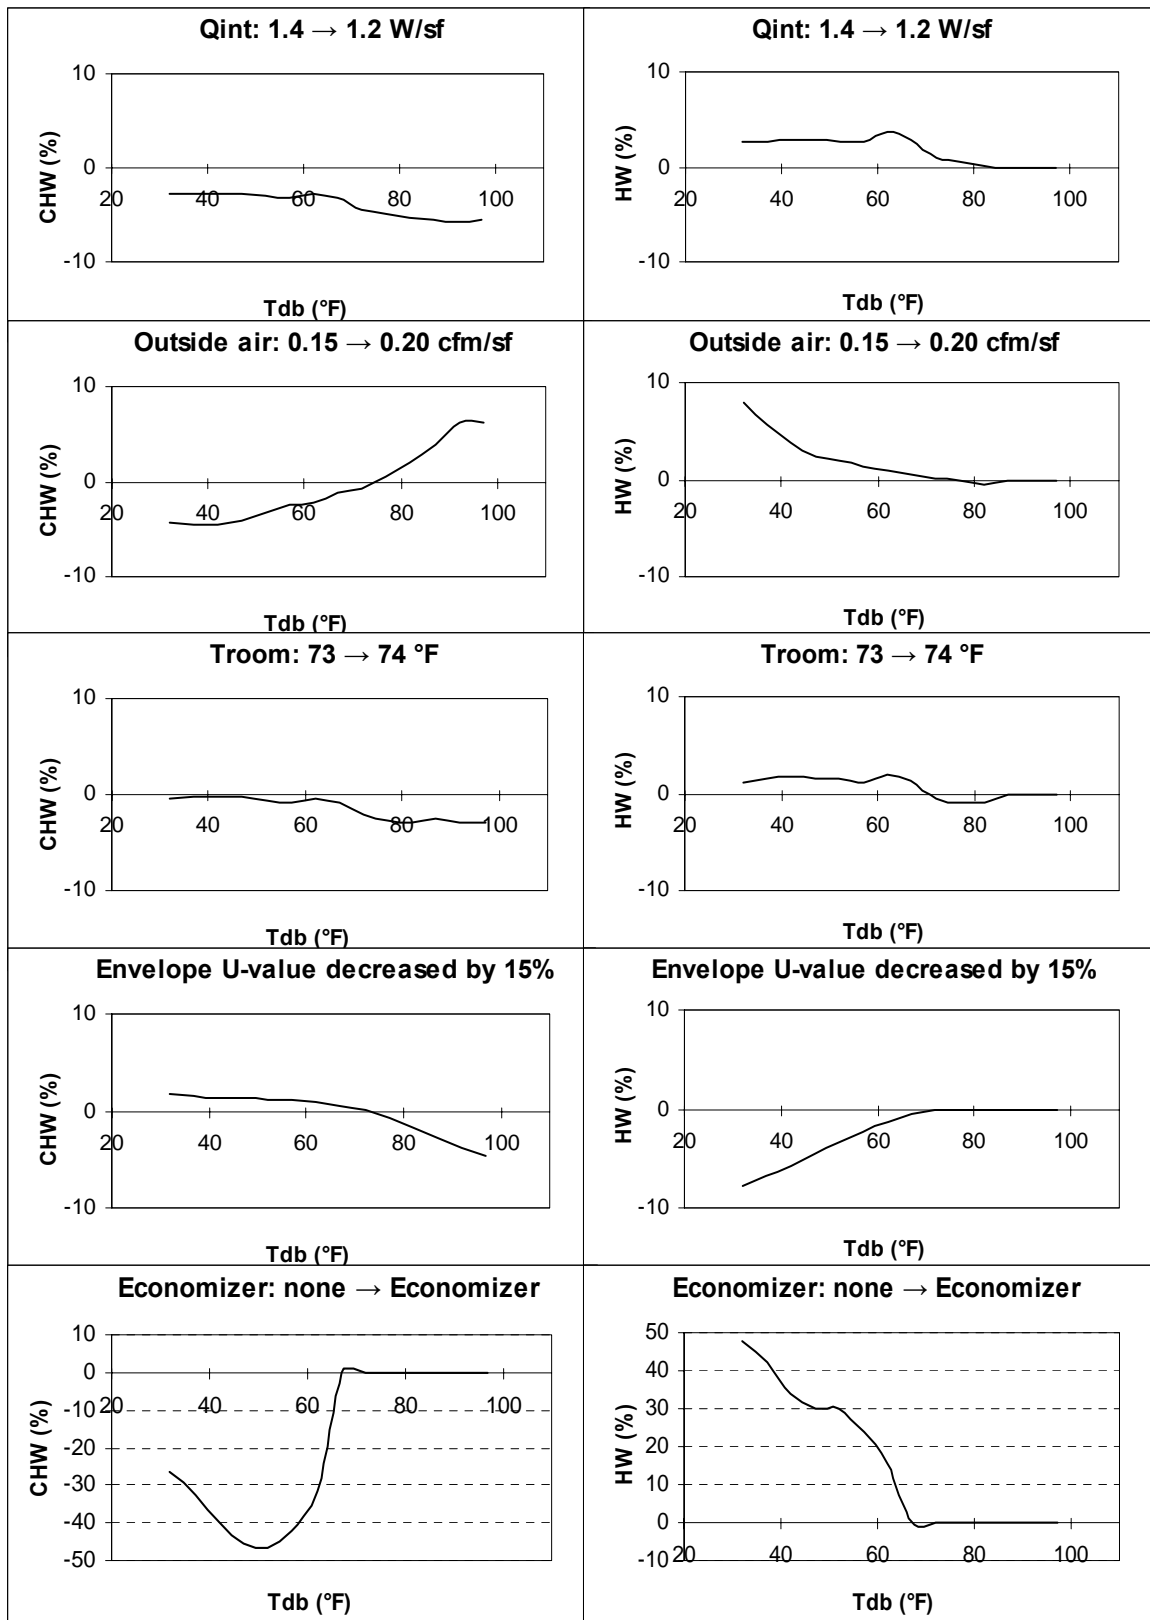 Qint: 1.4 → 1.2 W/sf
10
0
-10
20 40 60 80 100
CHW (%)
Tdb (°F)
Qint: 1.4 → 1.2 W/sf
10
0
-10
20 40 60 80 100
HW (%)
Tdb (°F)
Outside air: 0.15 → 0.20 cfm/sf
10
0
-10
20 40 60 80 100
CHW (%)
Tdb (°F)
Outside air: 0.15 → 0.20 cfm/sf
10
0
-10
20 40 60 80 100
HW (%)
Tdb (°F)
Troom: 73 → 74 °F
10
0
-10
20 40 60 80 100
CHW (%)
Tdb (°F)
Troom: 73 → 74 °F
10
0
-10
20 40 60 80 100
HW (%)
Tdb (°F)
Envelope U-value decreased by 15%
10
0
-10
20 40 60 80 100
CHW (%)
Tdb (°F)
Envelope U-value decreased by 15%
10
0
-10
20 40 60 80 100
HW (%)
Tdb (°F)
Economizer: none → Economizer
10
0
20 40 60 80 100
-10
-20
-30
-40
-50
CHW (%)
Tdb (°F)
Economizer: none → Economizer
50
40
30
20
10
0
-10
20 40 60 80 100
HW (%)
Tdb (°F)